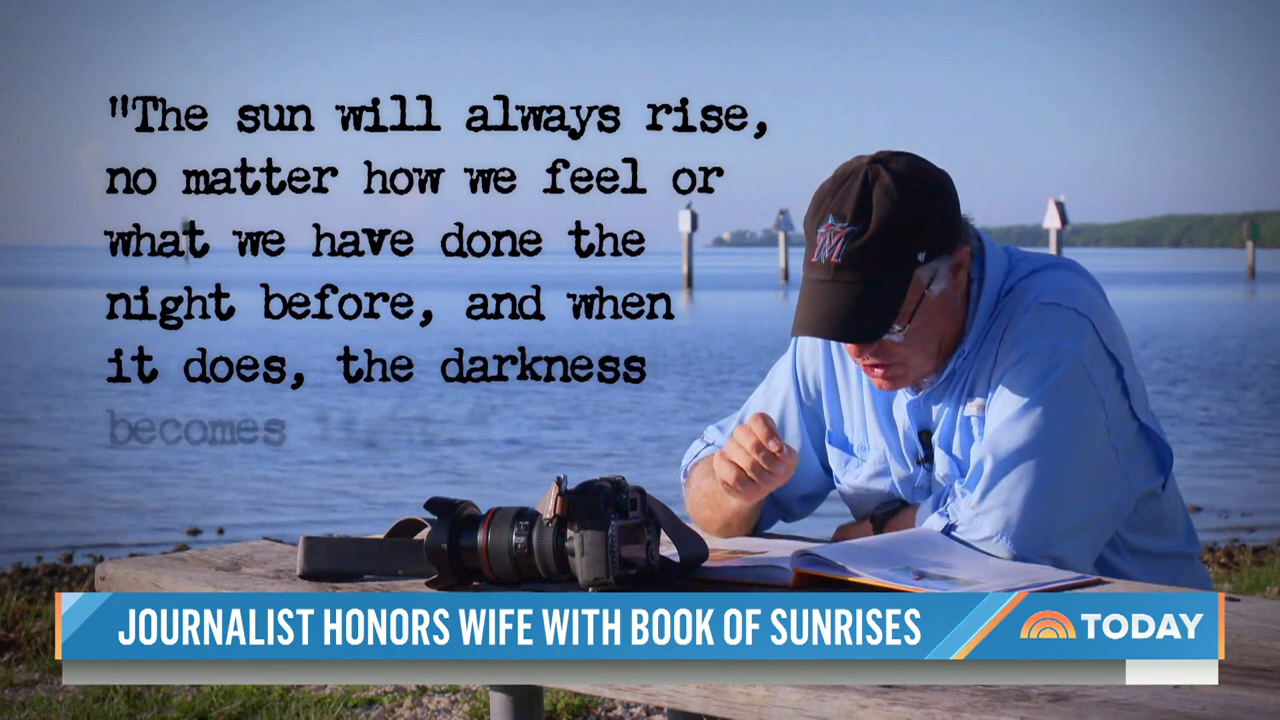 "The sun will always rise,
no matter how we feel or
what we have done the
night before, and when
it does, the darkness
becomes
JOURNALIST HONORS WIFE WITH BOOK OF SUNRISES
TODAY